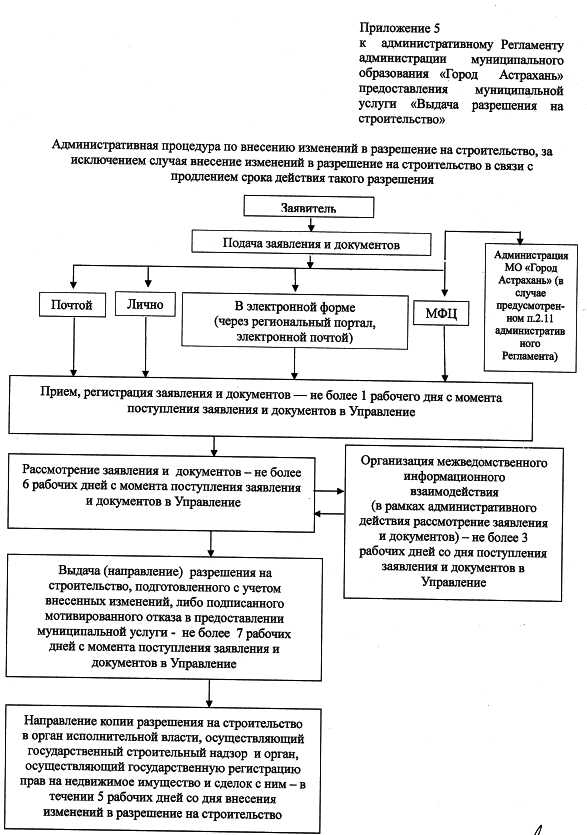 Приложение 5
к административному Регламенту
администрации муниципального
образования «Город Астрахань»
предоставления муниципальной
услуги «Выдача разрешения на
строительство»
Административная процедура по внесению изменений в разрешение на строительство, за
исключением случая внесение изменений в разрешение на строительство в связи с
продлением срока действия такого разрешения
Заявитель
Подача заявления и документов
Почтой
Лично
В электронной форме
(через региональный портал,
электронной почтой)
МФЦ
Администрация
МО «Город
Астрахань» (в
случае
предусмотрен-
ном п.2.11
административ
ного
Регламента)
Прием, регистрация заявления и документов — не более 1 рабочего дня с момента
поступления заявления и документов в Управление
Рассмотрение заявления и документов – не более
6 рабочих дней с момента поступления заявления
и документов в Управление
Организация межведомственного
информационного
взаимодействия
(в рамках административного
действия рассмотрение заявления
и документов) – не более 3
рабочих дней со дня поступления
заявления и документов в
Управление
Выдача (направление) разрешения на
строительство, подготовленного с учетом
внесенных изменений, либо подписанного
мотивированного отказа в предоставлении
муниципальной услуги - не более 7 рабочих
дней с момента поступления заявления и
документов в Управление
Направление копии разрешения на строительство
в орган исполнительной власти, осуществляющий
государственный строительный надзор и орган,
осуществляющий государственную регистрацию
прав на недвижимое имущество и сделок с ним – в
течении 5 рабочих дней со дня внесения
изменений в разрешение на строительство